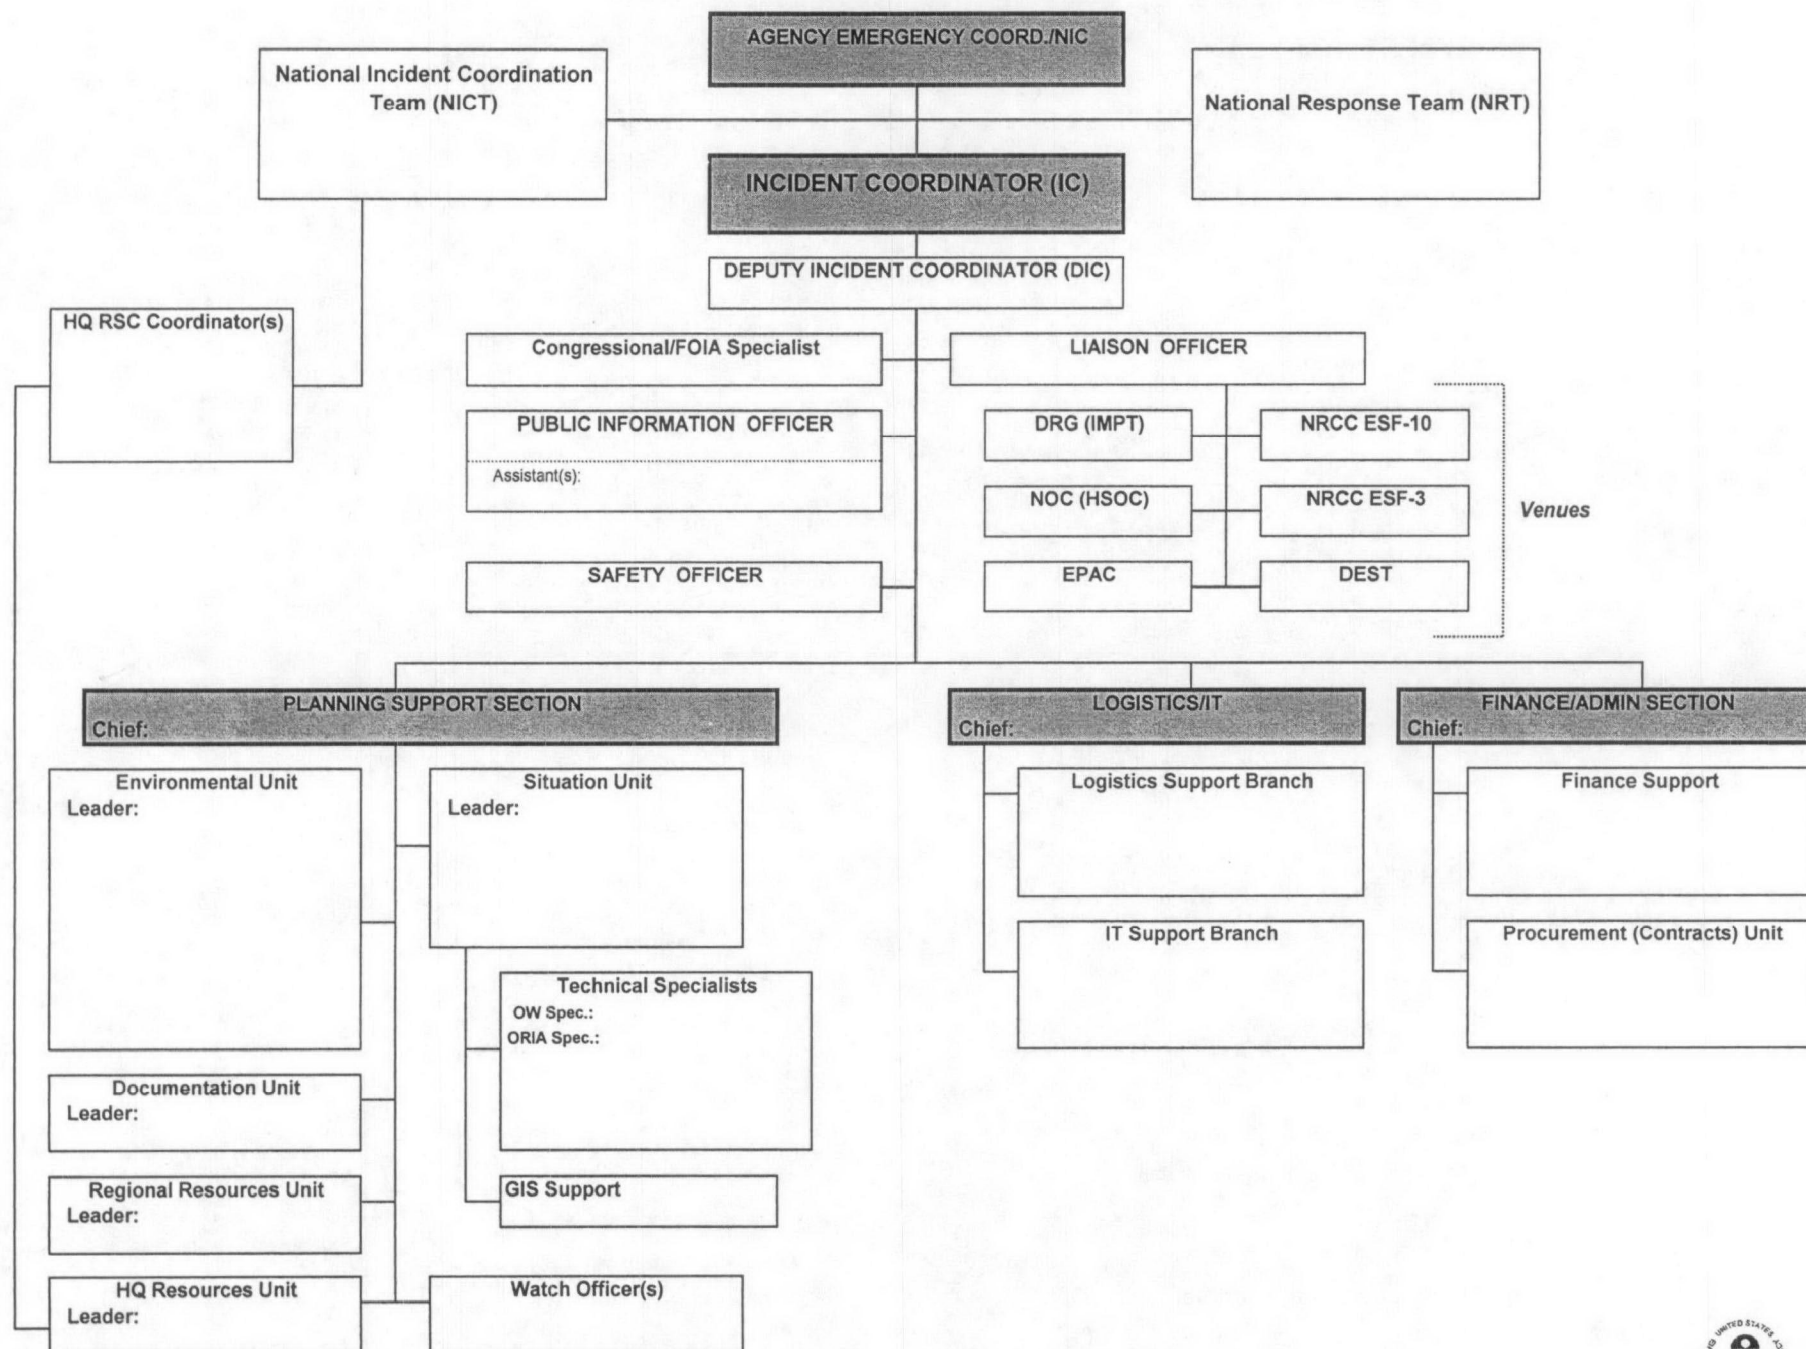 AGENCY EMERGENCY COORD./NIC
National Incident Coordination
Team (NICT)
National Response Team (NRT)
INCIDENT COORDINATOR (IC)
DEPUTY INCIDENT COORDINATOR (DIC)
HQ RSC Coordinator(s)
Congressional/FOIA Specialist
LIAISON OFFICER
PUBLIC INFORMATION OFFICER
Assistant(s):
DRG (IMPT)
NRCC ESF-10
NOC (HSOC)
NRCC ESF-3
Venues
SAFETY OFFICER
EPAC
DEST
PLANNING SUPPORT SECTION
Chief:
LOGISTICS/IT
Chief:
FINANCE/ADMIN SECTION
Chief:
Environmental Unit
Leader:
Situation Unit
Leader:
Logistics Support Branch
Finance Support
IT Support Branch
Procurement (Contracts) Unit
Technical Specialists
OW Spec.:
ORIA Spec.:
Documentation Unit
Leader:
Regional Resources Unit
Leader:
GIS Support
HQ Resources Unit
Leader:
Watch Officer(s)
UNITED STATES